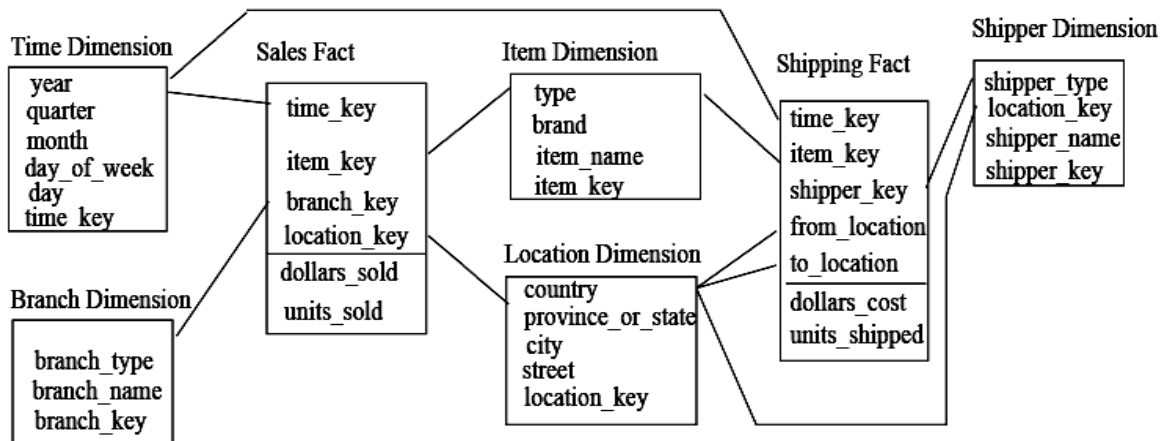 Time Dimension
year
quarter
month
day_of_week
day
time_key
Branch Dimension
branch_type
branch_name
branch_key
Sales Fact
time_key
item_key
branch_key
location_key
dollars_sold
units_sold
Item Dimension
type
brand
item_name
item_key
Location Dimension
country
province_or_state
city
street
location_key
Shipping Fact
time_key
item_key
shipper_key
from_location
to_location
dollars_cost
units_shipped
Shipper Dimension
shipper_type
location_key
shipper_name
shipper_key